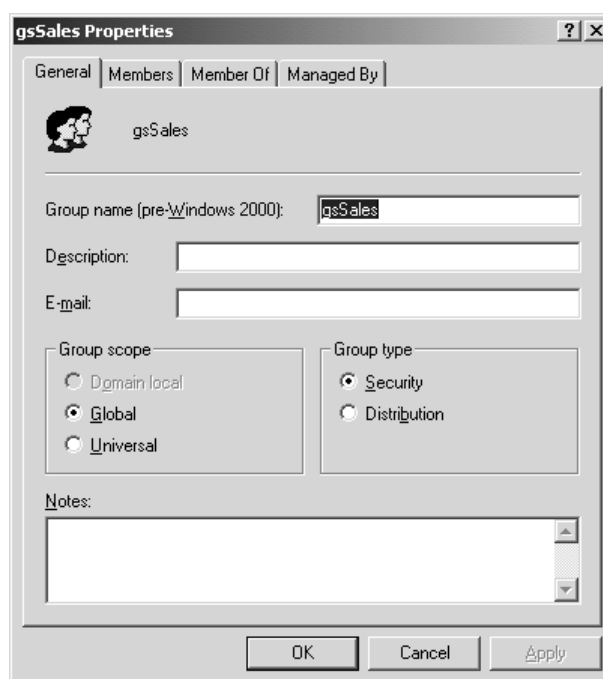 gsSales Properties
General Members Member Of Managed By
gsSales
Group name (pre-Windows 2000): gsSales
Description:
E-mail:
Group scope
Domain local
Global
Universal
Group type
Security
Distribution
Notes:
OK Cancel Apply